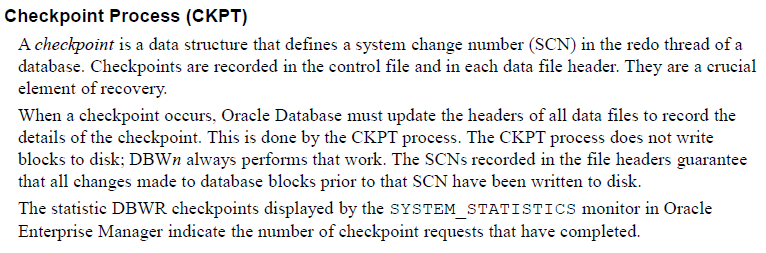 Checkpoint Process (CKPT)
A checkpoint is a data structure that defines a system change number (SCN) in the redo thread of a
database. Checkpoints are recorded in the control file and in each data file header. They are a crucial
element of recovery.
When a checkpoint occurs, Oracle Database must update the headers of all data files to record the
details of the checkpoint. This is done by the CKPT process. The CKPT process does not write
blocks to disk; DBWn always performs that work. The SCNs recorded in the file headers guarantee
that all changes made to database blocks prior to that SCN have been written to disk.
The statistic DBWR checkpoints displayed by the SYSTEM_STATISTICS monitor in Oracle
Enterprise Manager indicate the number of checkpoint requests that have completed.